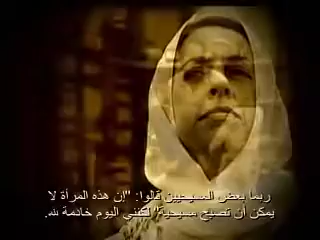 ربما بعض المسيحيين قالوا: "إن هذه المرأة لا
يمكن أن تصبح مسيحية" لكنني اليوم خادمة لله.